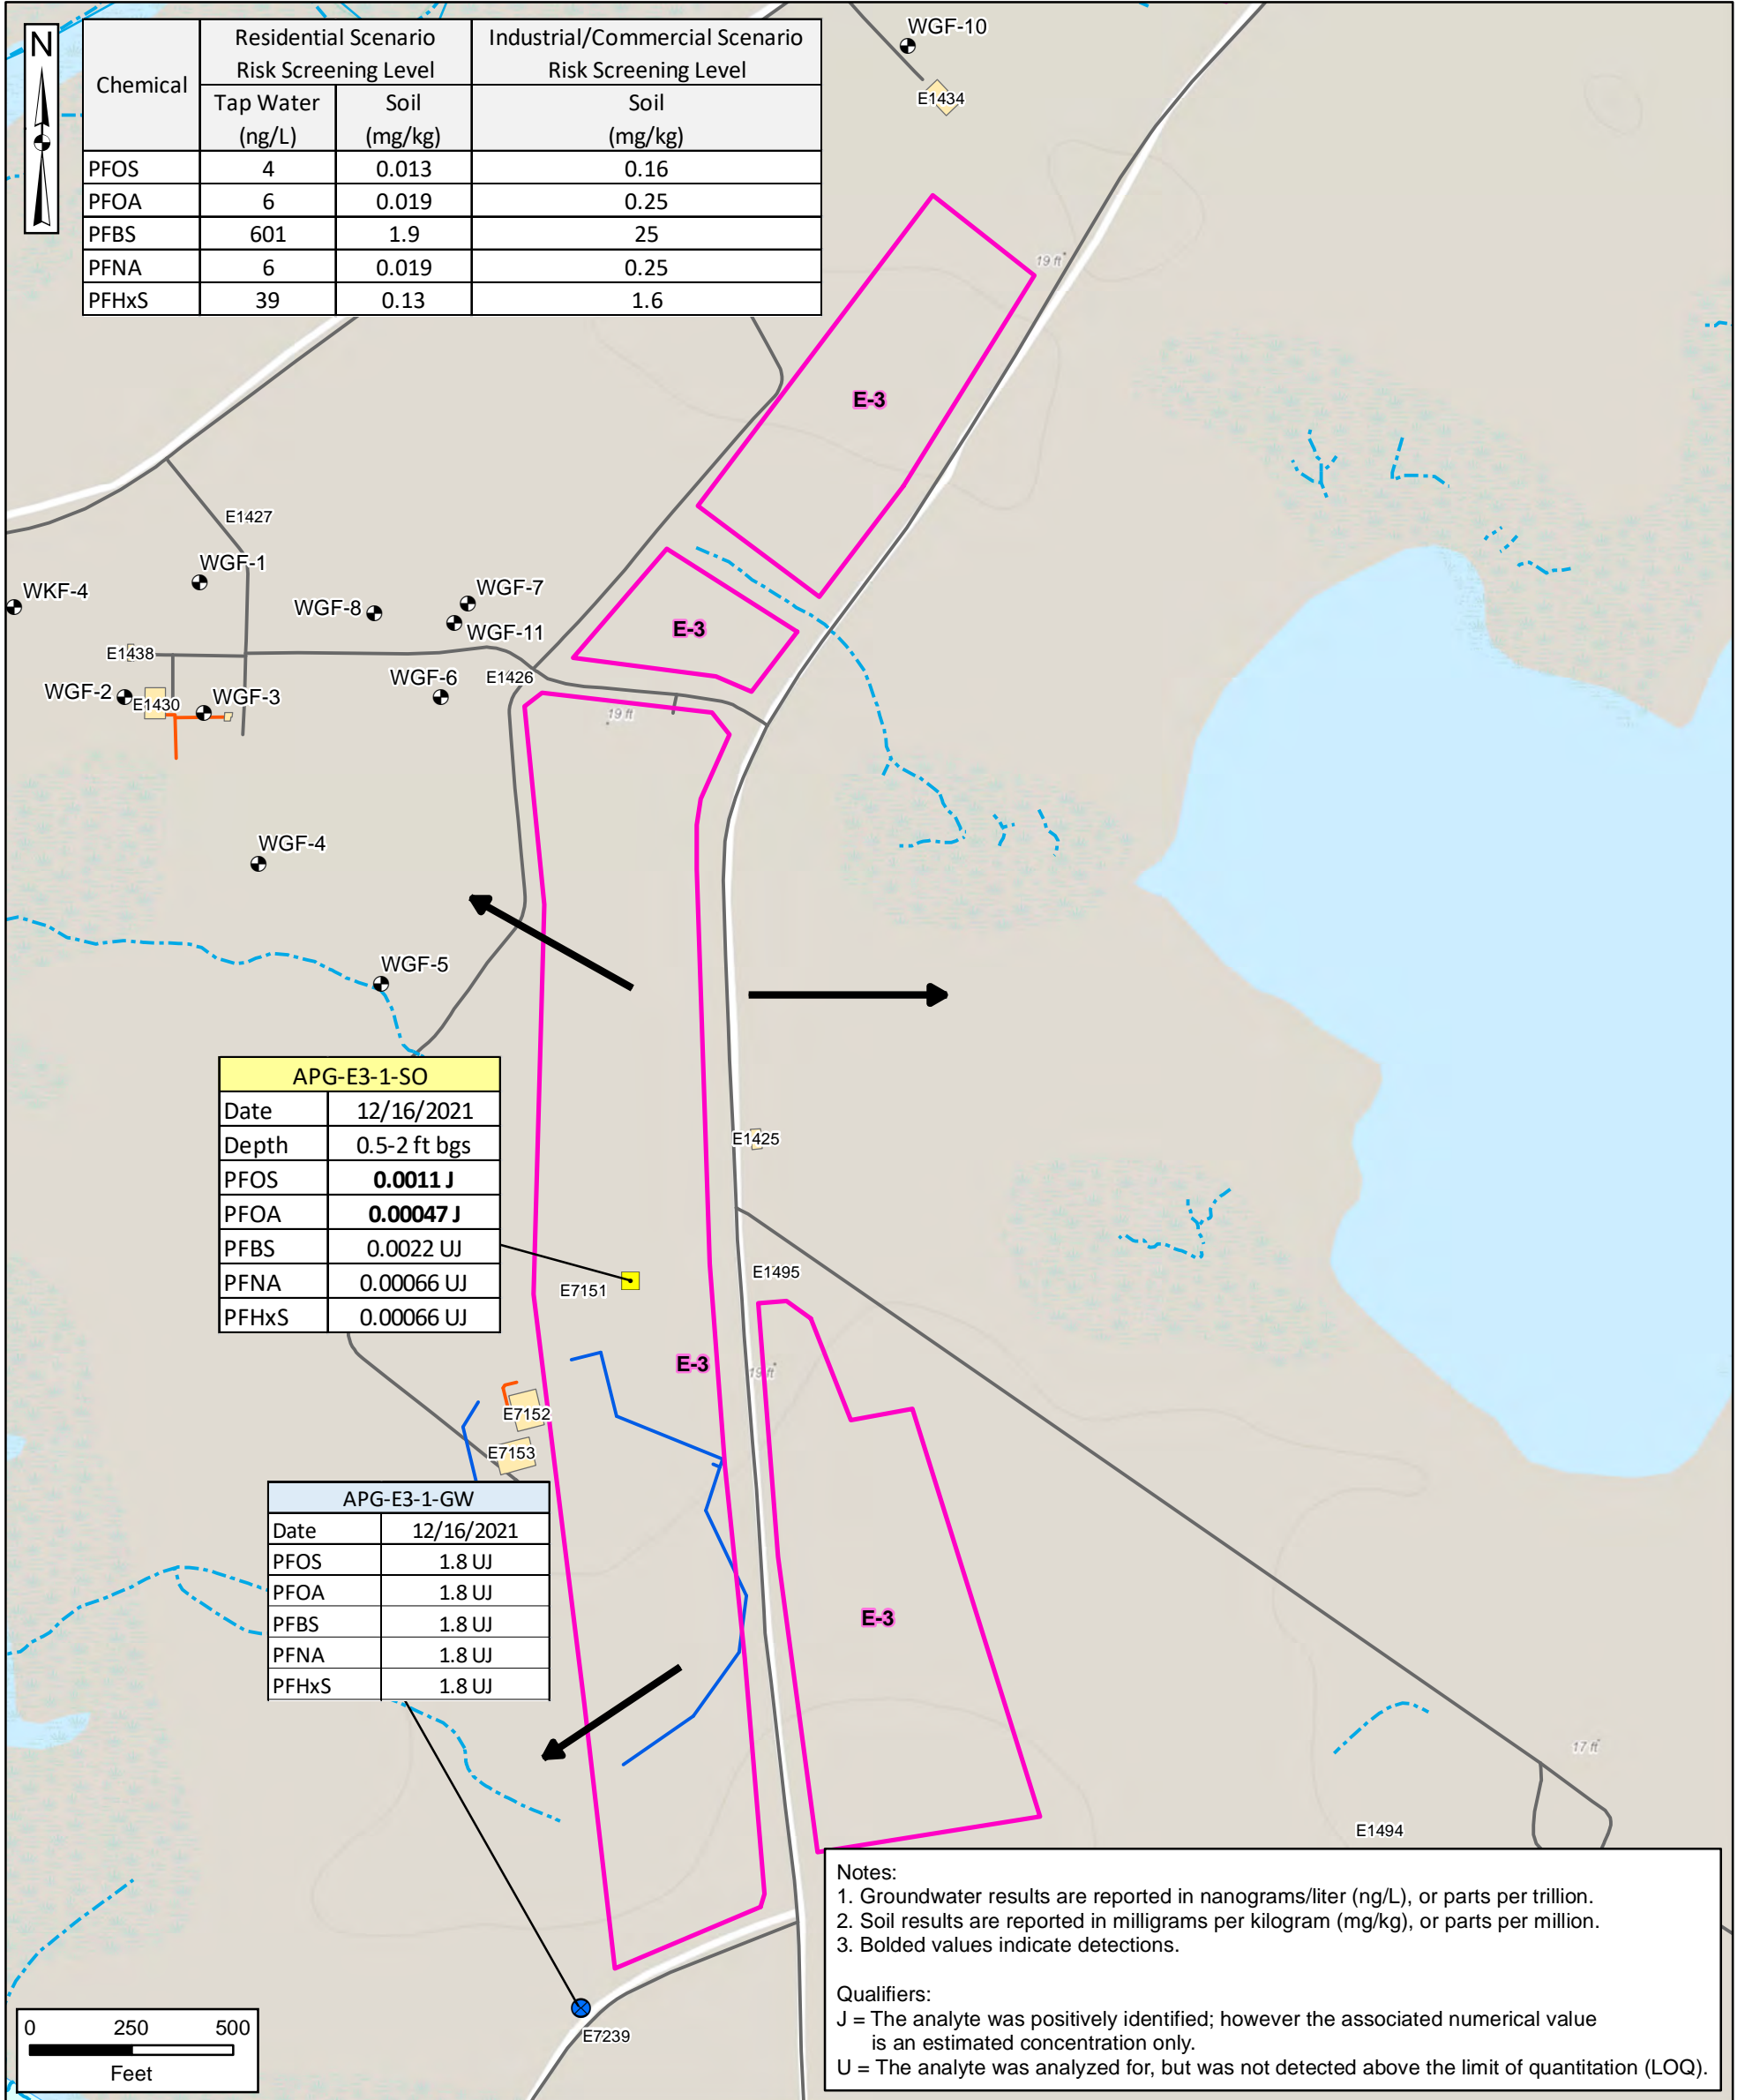 N
Chemical
Residential Scenario
Risk Screening Level
Industrial/Commercial Scenario
Risk Screening Level
Tap Water
(ng/L)
Soil
(mg/kg)
Soil
(mg/kg)
PFOS 4 0.013 0.16
PFOA 6 0.019 0.25
PFBS 601 1.9 25
PFNA 6 0.019 0.25
PFHxS 39 0.13 1.6
WGF-10
E1434
19 ft
E-3
E1427
WGF-1
WKF-4
WGF-8
WGF-7
WGF-11
E-3
E1438
WGF-2
E1430
WGF-3
WGF-6
E1426
19 ft
WGF-4
WGF-5
APG-E3-1-SO
Date 12/16/2021
Depth 0.5-2 ft bgs
PFOS 0.0011 J
PFOA 0.00047 J
PFBS 0.0022 UJ
PFNA 0.00066 UJ
PFHxS 0.00066 UJ
E1425
E7151
E1495
E-3
19 ft
E7152
E7153
APG-E3-1-GW
Date 12/16/2021
PFOS 1.8 UJ
PFOA 1.8 UJ
PFBS 1.8 UJ
PFNA 1.8 UJ
PFHxS 1.8 UJ
E-3
17 ft
E1494
E7239
0 250 500
Feet
Notes:
1. Groundwater results are reported in nanograms/liter (ng/L), or parts per trillion.
2. Soil results are reported in milligrams per kilogram (mg/kg), or parts per million.
3. Bolded values indicate detections.
Qualifiers:
J = The analyte was positively identified; however the associated numerical value
is an estimated concentration only.
U = The analyte was analyzed for, but was not detected above the limit of quantitation (LOQ).